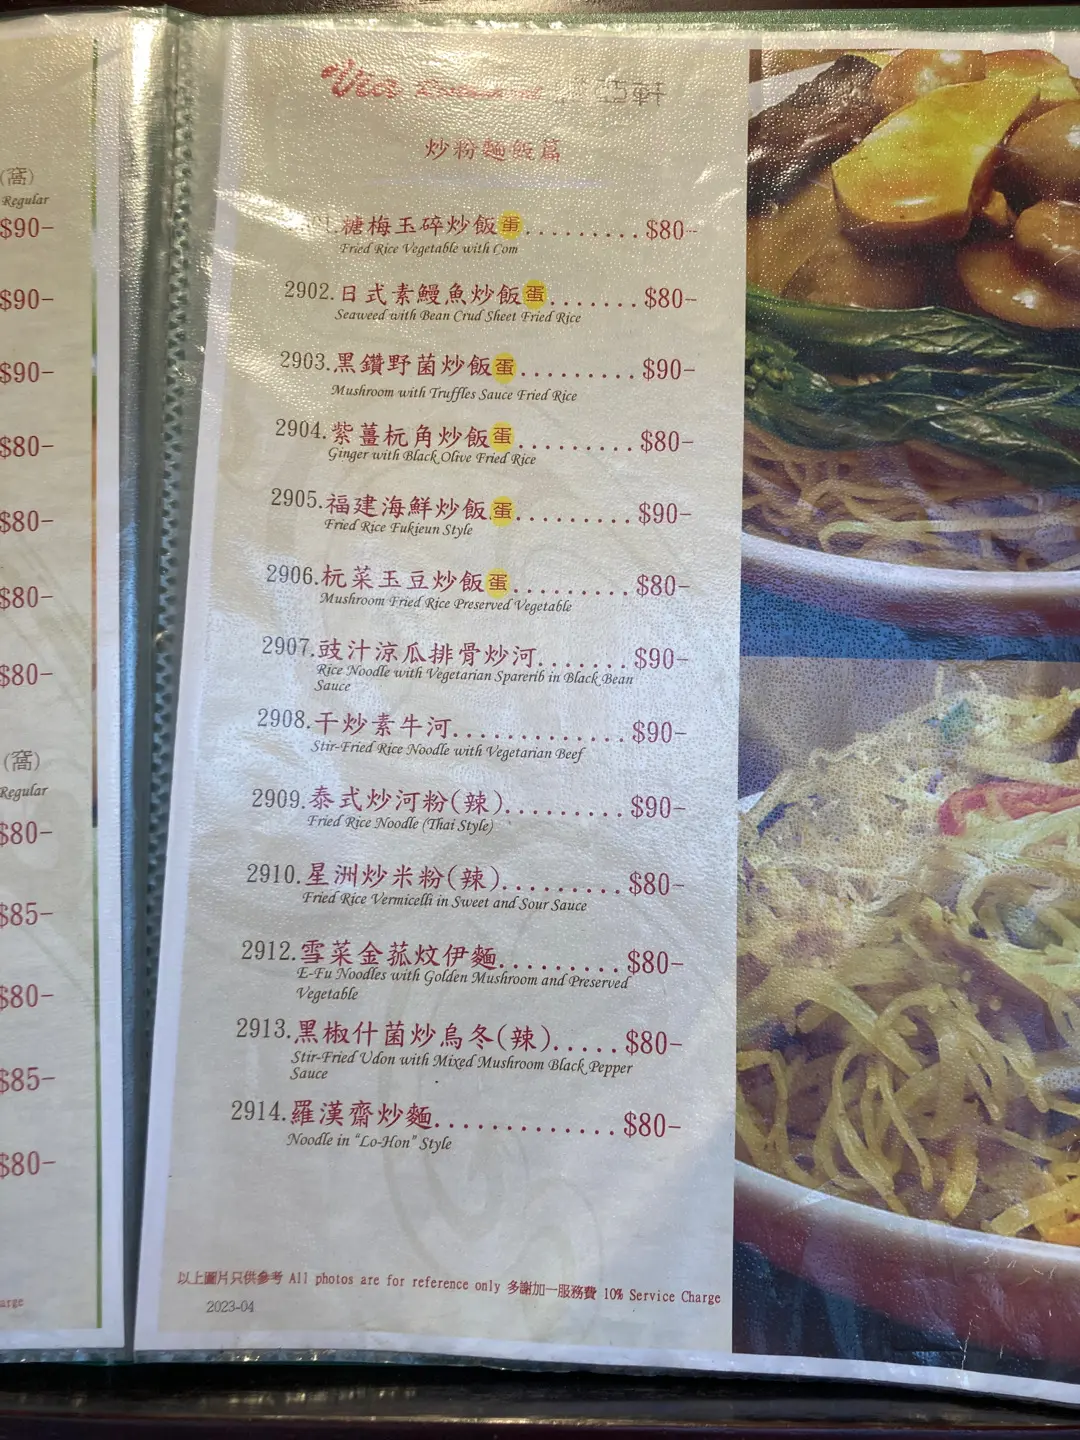 (窩)
Regular
$90-
$90-
$90-
$80-
$80-
$80-
$80-
(窩)
Regular
$80-
$85-
$80-
$85-
$80-
軒
炒粉麵飯篇
糖梅玉碎炒飯蛋.........$80-
Fried Rice Vegetable with Corn
2902.日式素鰻魚炒飯蛋.......$80-
Seaweed with Bean Crud Sheet Fried Rice
2903.黑鑽野菌炒飯蛋.........$90-
Mushroom with Truffles Sauce Fried Rice
2904.紫薑杬角炒飯蛋.........$80-
Ginger with Black Olive Fried Rice
2905.福建海鮮炒飯蛋.........$90-
Fried Rice Fukieun Style
2906.杬菜玉豆炒飯蛋.........$80-
Mushroom Fried Rice Preserved Vegetable
2907.豉汁涼瓜排骨炒河.......$90-
Rice Noodle with Vegetarian Sparerib in Black Bean
Sauce
2908.干炒素牛河.............$90-
Stir-Fried Rice Noodle with Vegetarian Beef
2909.泰式炒河粉(辣).........$90-
Fried Rice Noodle (Thai Style)
2910.星洲炒米粉(辣).........$80-
Fried Rice Vermicelli in Sweet and Sour Sauce
2912.雪菜金菰炆伊麵.........$80-
E-Fu Noodles with Golden Mushroom and Preserved
Vegetable
2913.黑椒什菌炒烏冬(辣).....$80-
Stir-Fried Udon with Mixed Mushroom Black Pepper
Sauce
2914.羅漢齋炒麵.............$80-
Noodle in "Lo-Hon" Style
以上圖片只供參考 All photos are for reference only 多謝加一服務費 10% Service Charge
2023-04